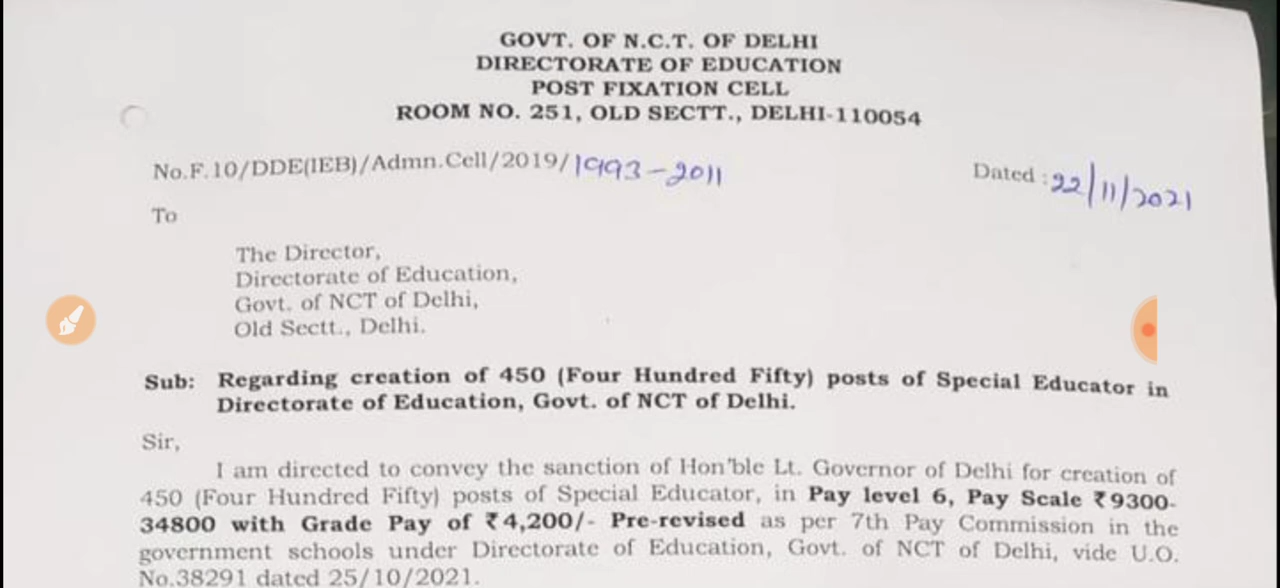 GOVT. OF N.C.T. OF DELHI
DIRECTORATE OF EDUCATION
POST FIXATION CELL
ROOM NO. 251, OLD SECTT., DELHI-110054
No.F.10/DDE(IEB)/Admn.Cell/2019/1993-2011
Dated :22/11/2021
To
The Director,
Directorate of Education,
Govt. of NCT of Delhi,
Old Sectt., Delhi.
Sub: Regarding creation of 450 (Four Hundred Fifty) posts of Special Educator in
Directorate of Education, Govt. of NCT of Delhi.
Sir,
I am directed to convey the sanction of Hon'ble Lt. Governor of Delhi for creation of
450 (Four Hundred Fifty) posts of Special Educator, in Pay level 6, Pay Scale ₹9300-
34800 with Grade Pay of ₹4,200/- Pre-revised as per 7th Pay Commission in the
government schools under Directorate of Education, Govt. of NCT of Delhi, vide U.O.
No.38291 dated 25/10/2021.